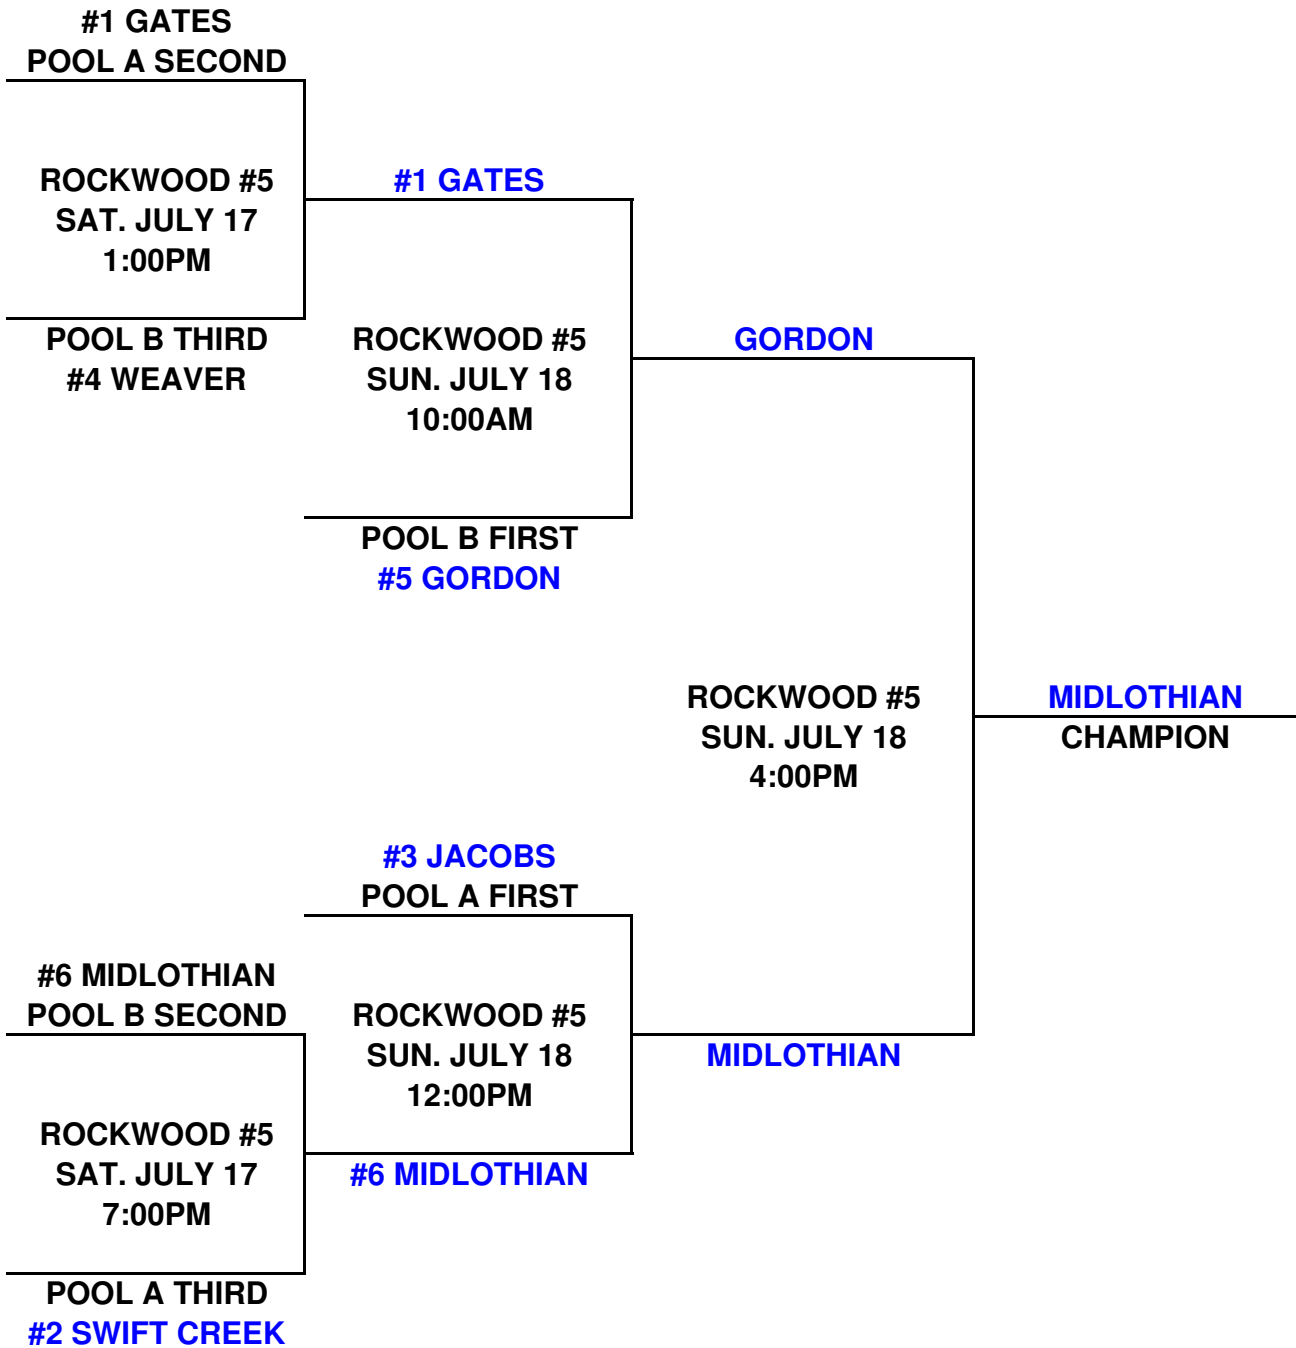 #1 GATES
POOL A SECOND
ROCKWOOD #5
SAT. JULY 17
1:00PM
POOL B THIRD
#4 WEAVER
#1 GATES
ROCKWOOD #5
SUN. JULY 18
10:00AM
POOL B FIRST
#5 GORDON
GORDON
ROCKWOOD #5
SUN. JULY 18
4:00PM
MIDLOTHIAN
CHAMPION
#3 JACOBS
POOL A FIRST
ROCKWOOD #5
SUN. JULY 18
12:00PM
#6 MIDLOTHIAN
MIDLOTHIAN
#6 MIDLOTHIAN
POOL B SECOND
ROCKWOOD #5
SAT. JULY 17
7:00PM
POOL A THIRD
#2 SWIFT CREEK